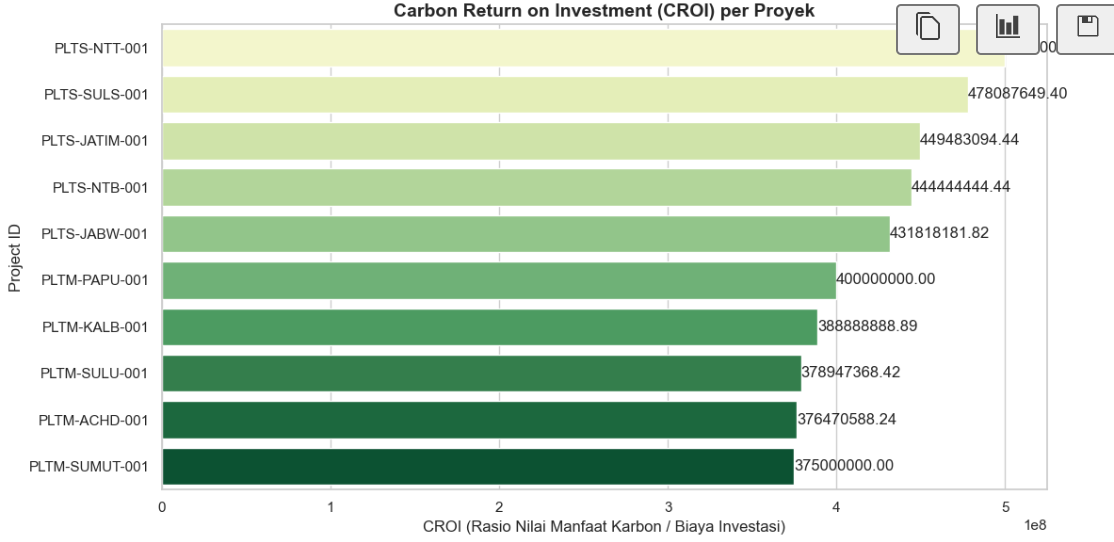 Carbon Return on Investment (CROI) per Proyek
PLTS-NTT-001
PLTS-SULS-001 478087649.40
PLTS-JATIM-001 449483094.44
PLTS-NTB-001 444444444.44
PLTS-JABW-001 431818181.82
PLTM-PAPU-001 400000000.00
PLTM-KALB-001 388888888.89
PLTM-SULU-001 378947368.42
PLTM-ACHD-001 376470588.24
PLTM-SUMUT-001 375000000.00
Project ID
0 1 2 3 4 5
1e8
CROI (Rasio Nilai Manfaat Karbon / Biaya Investasi)